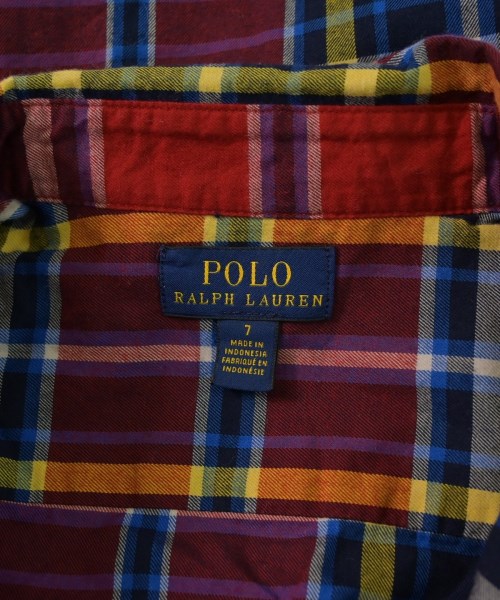 POLO
RALPH LAUREN
7
MADE IN
INDONESIA
FABRIQUÉ EN
INDONÉSIE